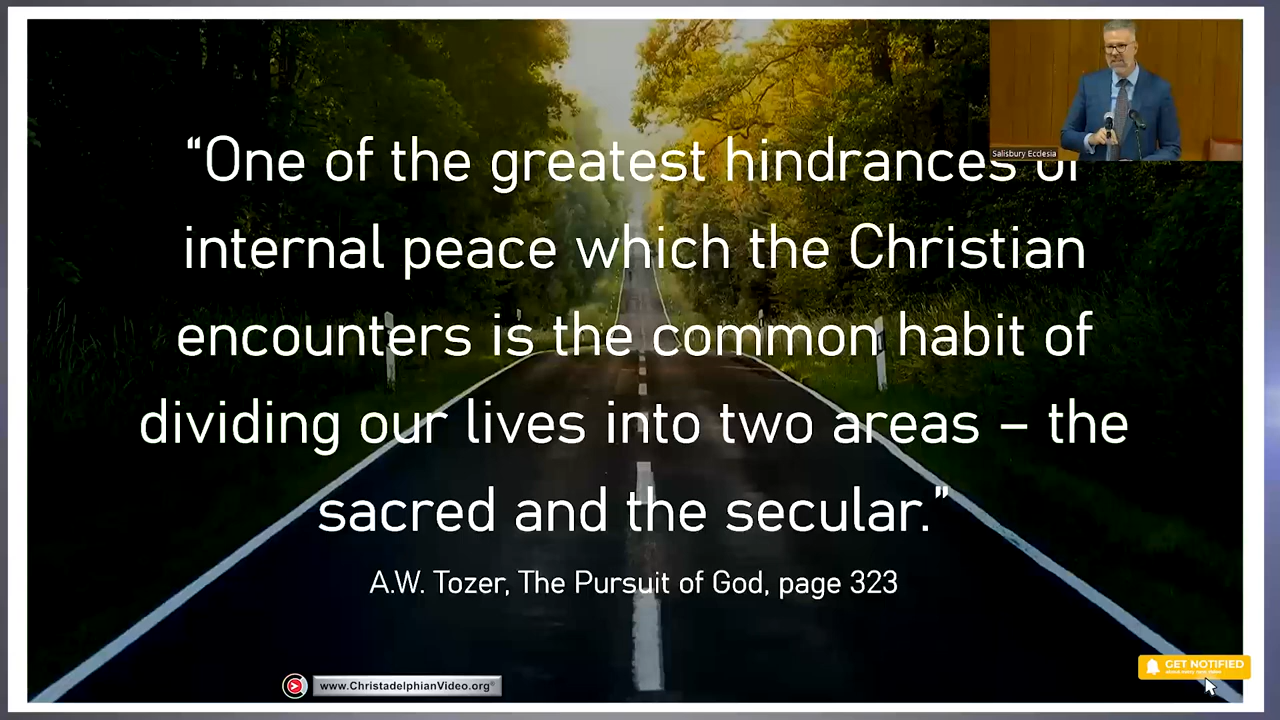 Salisbury Ecclesia
“One of the greatest hindrances of
internal peace which the Christian
encounters is the common habit of
dividing our lives into two areas – the
sacred and the secular.”
A.W. Tozer, The Pursuit of God, page 323
www.ChristadelphianVideo.org
GET NOTIFIED